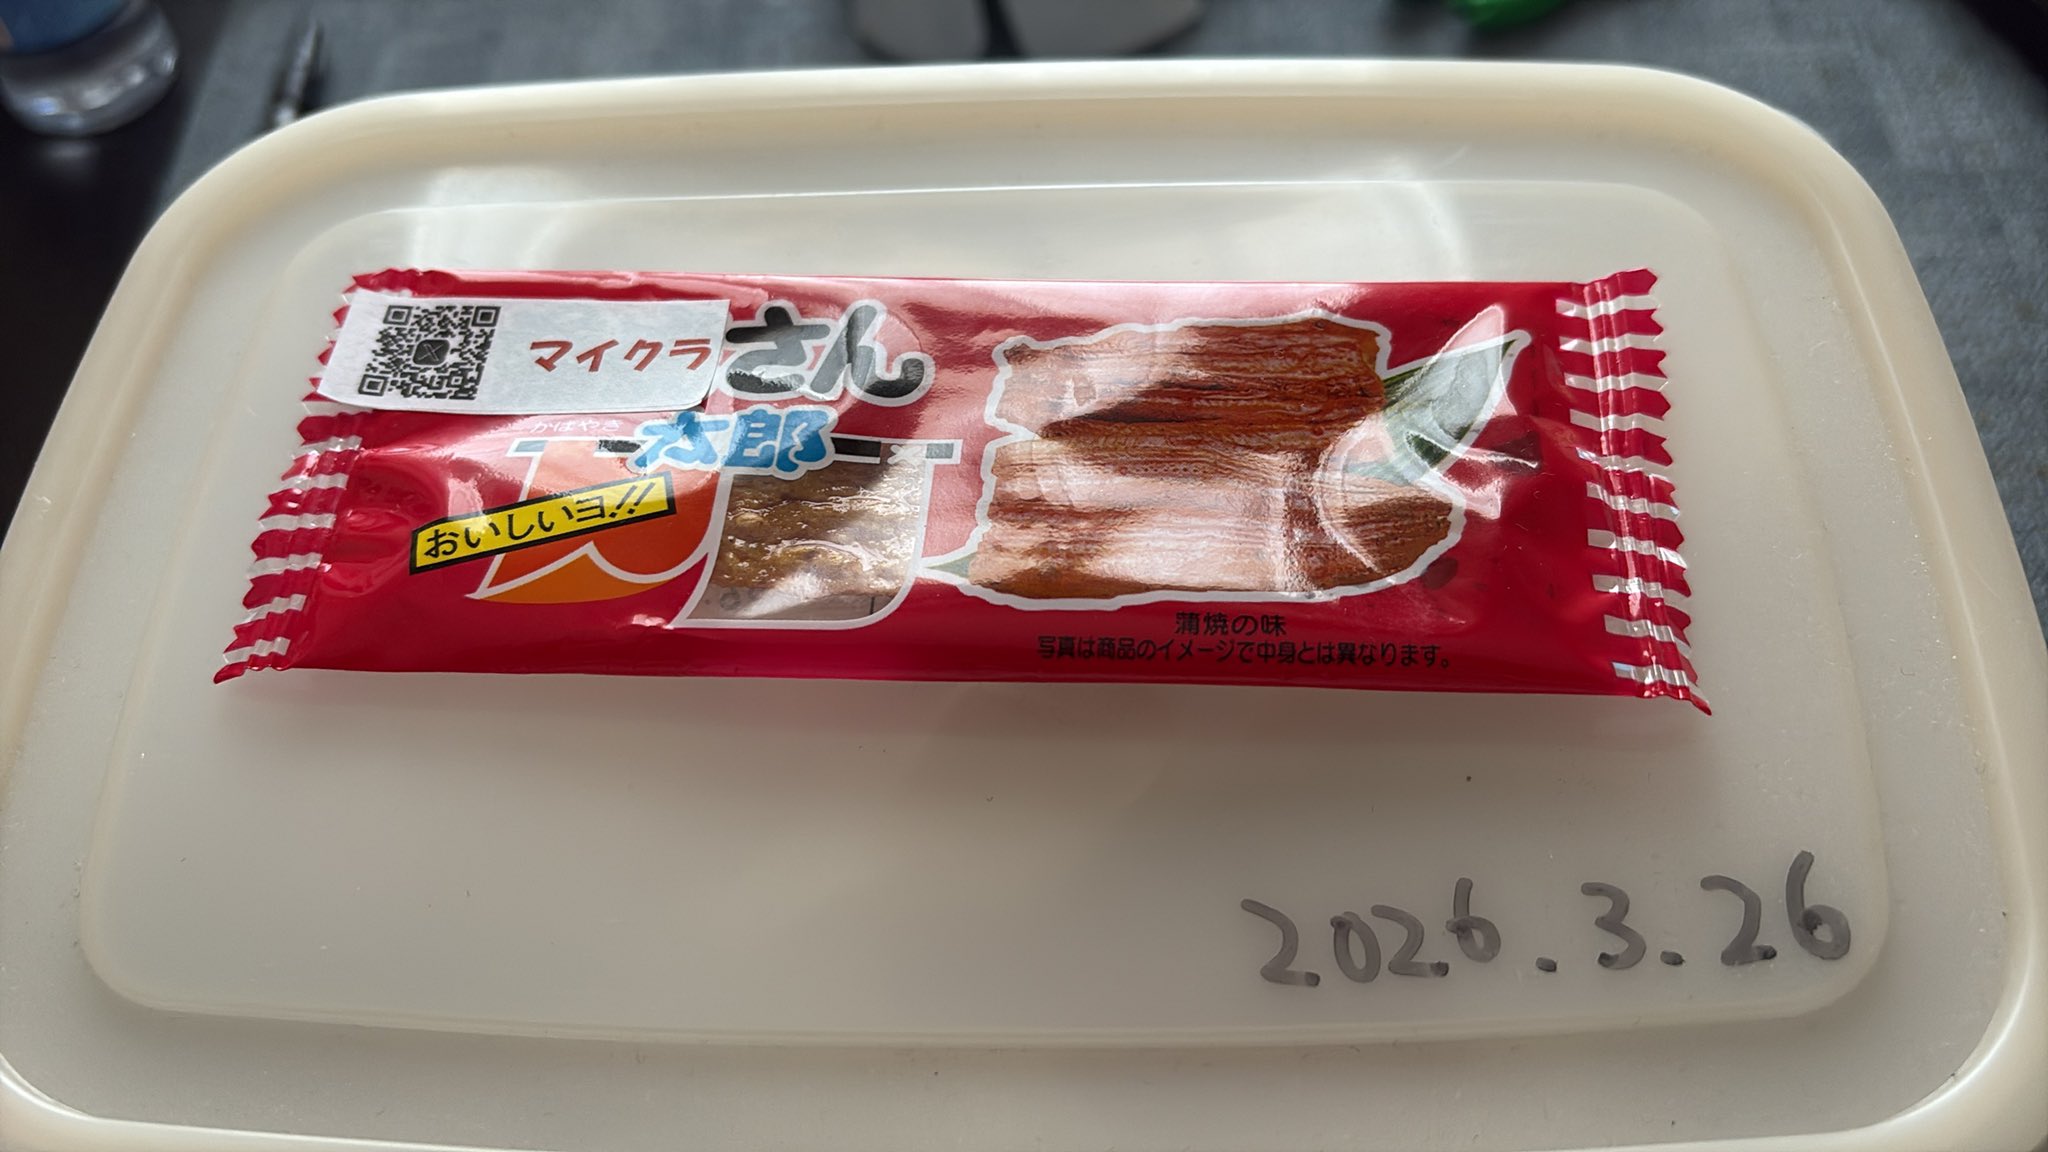 マイクラさん
かばやき
太郎
おいしいヨ!!
蒲焼の味
写真は商品のイメージで中身とは異なります。
2026.3.26